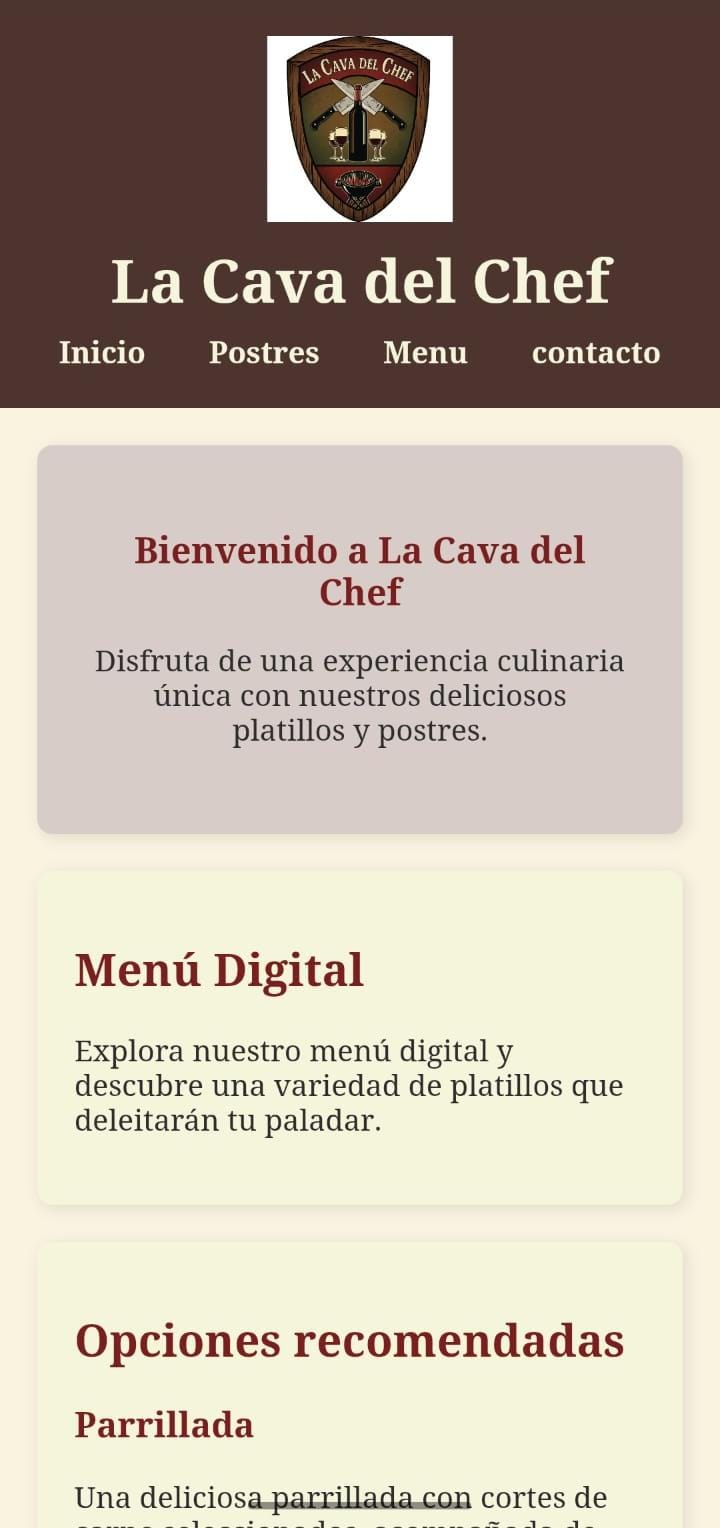 LA CAVA DEL CHEF
La Cava del Chef
Inicio Postres Menu contacto
Bienvenido a La Cava del
Chef
Disfruta de una experiencia culinaria
única con nuestros deliciosos
platillos y postres.
Menú Digital
Explora nuestro menú digital y
descubre una variedad de platillos que
deleitarán tu paladar.
Opciones recomendadas
Parrillada
Una deliciosa parrillada con cortes de